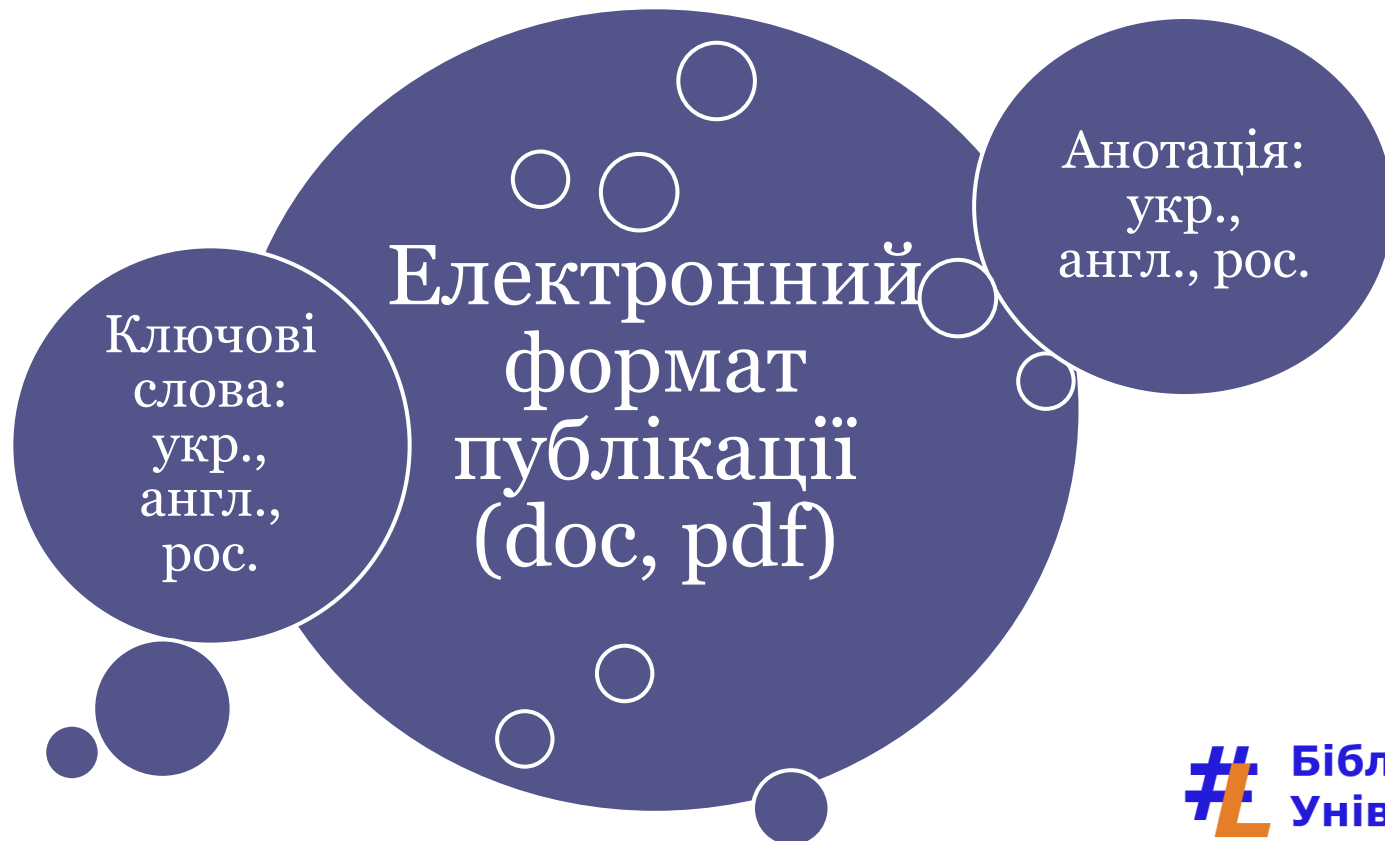 Електронний
формат
публікації
(doc, pdf)
Ключові
слова:
укр.,
англ.,
рос.
Анотація:
укр.,
англ., рос.
#L